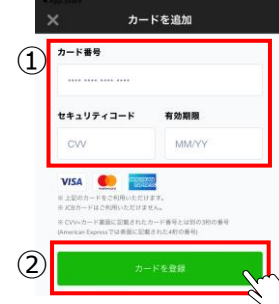 カードを追加
①
カード番号
•••• •••• •••• ••••
セキュリティコード 有効期限
CVV MM/YY
VISA mastercard AMERICAN EXPRESS
※ 上記のカードをご利用いただけます。
※ JCBカードはご利用いただけません。
※ CVV=カード裏面に記載されたカード番号とは別の3桁の番号
(American Expressでは表面に記載された4桁の番号)
②
カードを登録